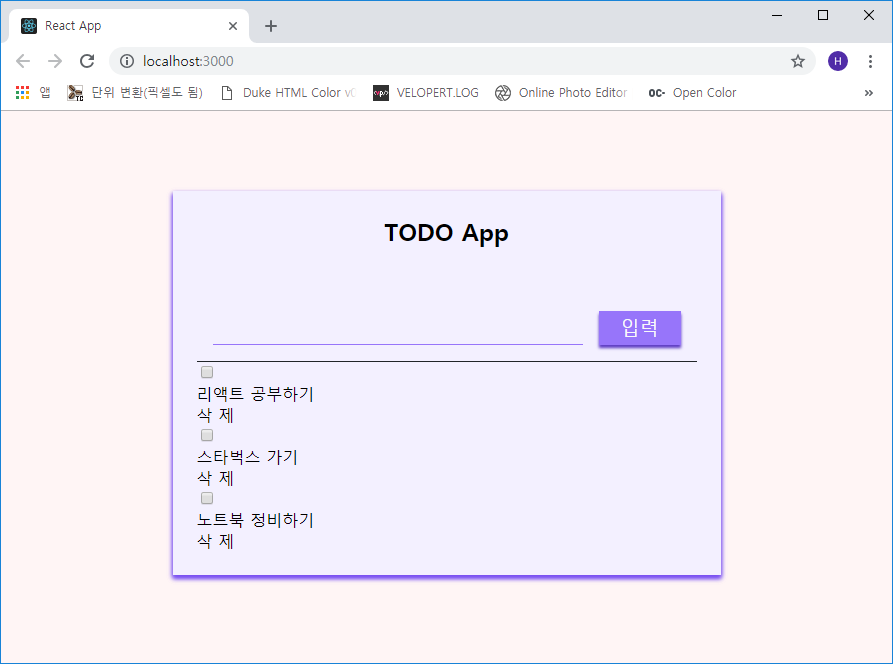 React App
localhost:3000
H
앱
단위 변환(픽셀도 됨)
Duke HTML Color v0
VELOPERT.LOG
Online Photo Editor
OC- Open Color
TODO App
입력
리액트 공부하기
삭 제
스타벅스 가기
삭 제
노트북 정비하기
삭 제